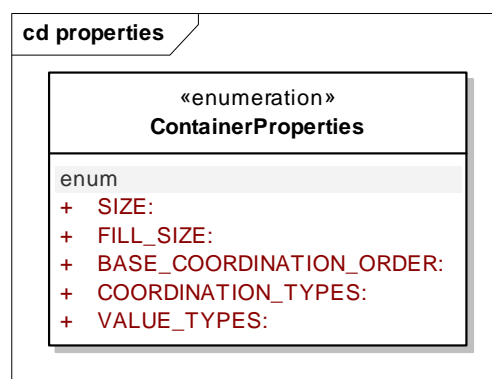 cd properties
«enumeration»
ContainerProperties
enum
+ SIZE:
+ FILL_SIZE:
+ BASE_COORDINATION_ORDER:
+ COORDINATION_TYPES:
+ VALUE_TYPES: